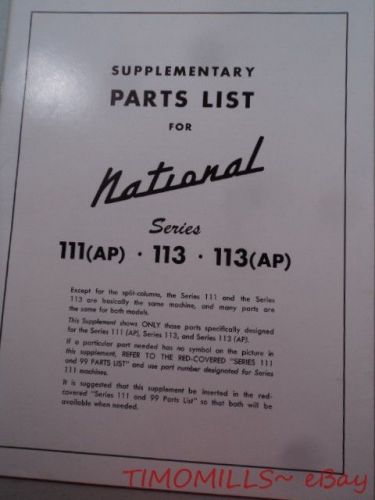 SUPPLEMENTARY
PARTS LIST
FOR
National
Series
111(AP) · 113 · 113(AP)
Except for the split-columns, the Series 111 and the Series
113 are basically the same machine, and many parts are
the same for both models.
This Supplement shows ONLY those parts specifically designed
for the Series 111 (AP), Series 113, and Series 113 (AP).
If a particular part needed has no symbol on the picture in
this supplement, REFER TO THE RED-COVERED "SERIES 111
and 99 PARTS LIST" and use part number designated for Series
111 machines.
It is suggested that this supplement be inserted in the red-
covered "Series 111 and 99 Parts List" so that both will be
available when needed.
TIMOMILLS~ eBay